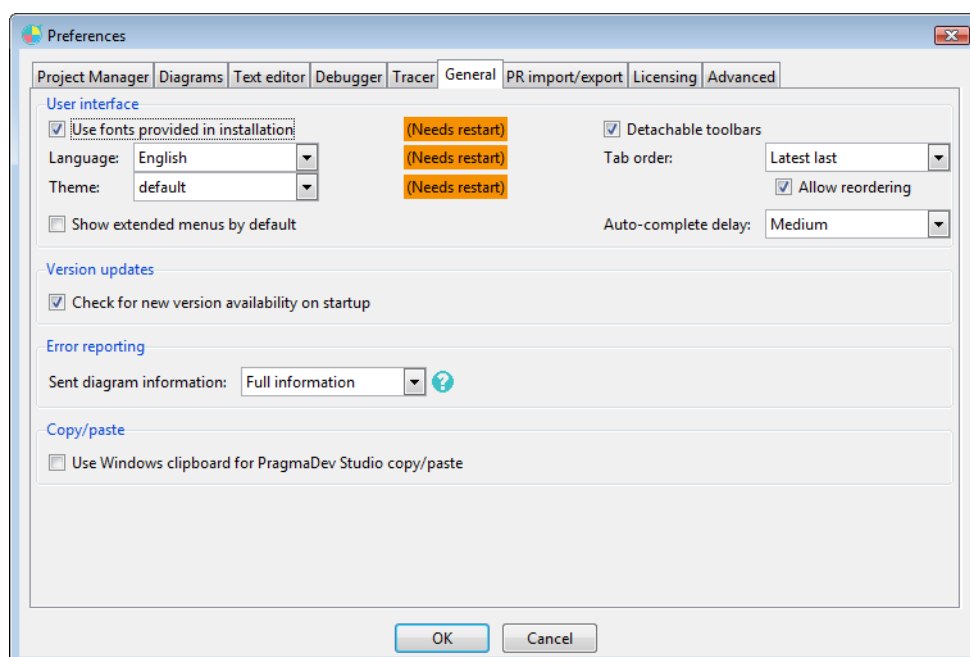 Preferences
Project Manager Diagrams Text editor Debugger Tracer General PR import/export Licensing Advanced
User interface
Use fonts provided in installation (Needs restart) Detachable toolbars
Language: English (Needs restart) Tab order: Latest last
Theme: default (Needs restart) Allow reordering
Show extended menus by default Auto-complete delay: Medium
Version updates
Check for new version availability on startup
Error reporting
Sent diagram information: Full information ?
Copy/paste
Use Windows clipboard for PragmaDev Studio copy/paste
OK Cancel